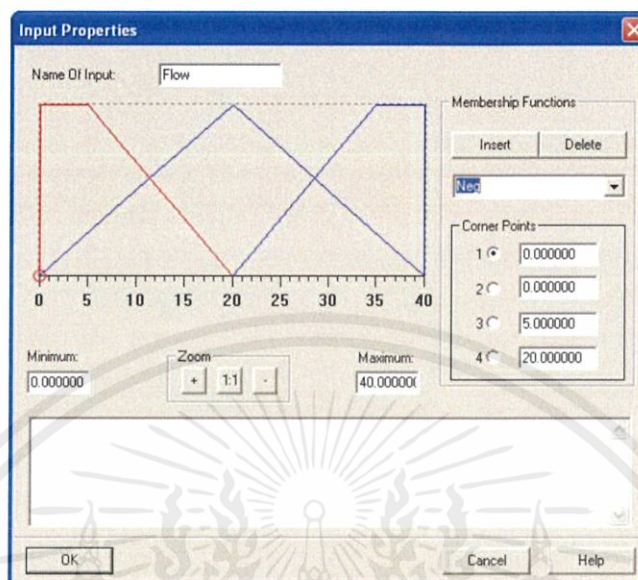 Input Properties
Name Of Input: Flow
Membership Functions
Insert Delete
Neg
Corner Points
1 0.000000
2 0.000000
3 5.000000
4 20.000000
0 5 10 15 20 25 30 35 40
Minimum: Zoom Maximum:
0.000000 + 1:1 - 40.00000(
OK Cancel Help